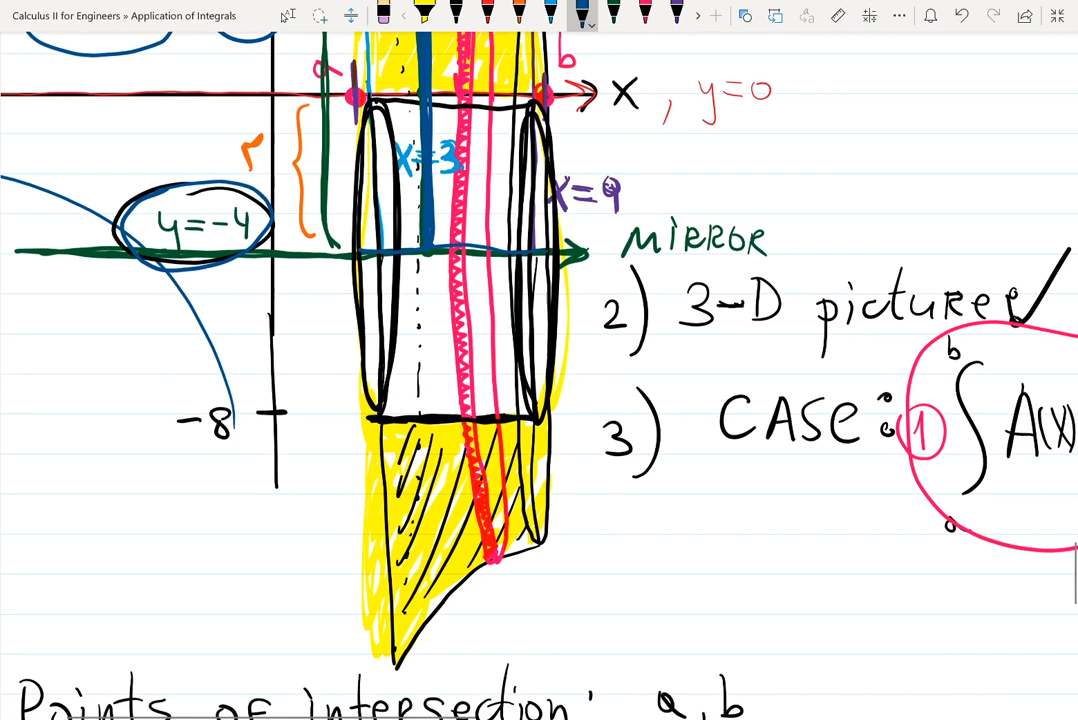 Calculus II for Engineers » Application of Integrals
a
b
X , y=0
r
x=3
x=9
y=-4
MIRROR
2) 3-D picture:
-8
3) CASE: 1 ∫ A(x)
b
a
Points of intersection: a, b